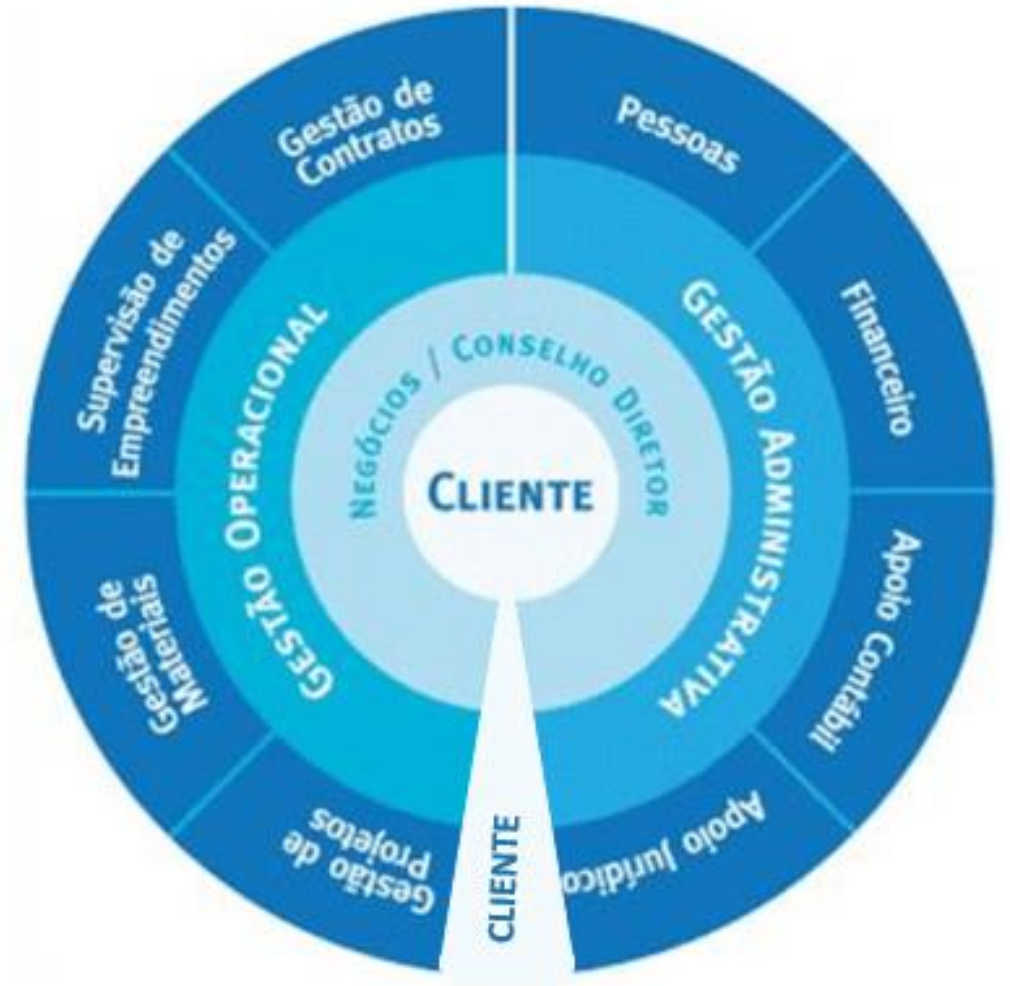 Gestão de
Contratos
Pessoas
Supervisão de
Empreendimentos
Financeiro
GESTÃO OPERACIONAL
NEGÓCIOS / CONSELHO DIRETOR
GESTÃO ADMINISTRATIVA
CLIENTE
Gestão de
Materiais
Apoio Contábil
Gestão de
Projetos
CLIENTE
Apoio Jurídico